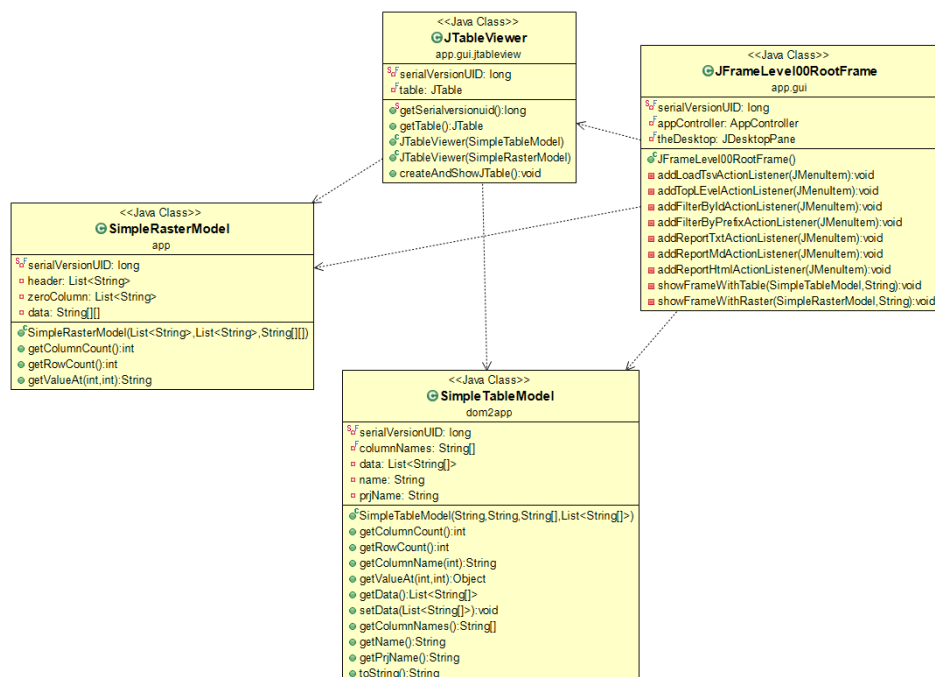 <<Java Class>>
JTableViewer
app.gui.jtableview
serialVersionUID: long
table: JTable
getSerialversionuid():long
getTable():JTable
JTableViewer(SimpleTableModel)
JTableViewer(SimpleRasterModel)
createAndShowJTable():void
<<Java Class>>
JFrameLevel00RootFrame
app.gui
serialVersionUID: long
appController: AppController
theDesktop: JDesktopPane
JFrameLevel00RootFrame()
addLoadTsvActionListener(JMenuItem):void
addTopLEvelActionListener(JMenuItem):void
addFilterByIdActionListener(JMenuItem):void
addFilterByPrefixActionListener(JMenuItem):void
addReportTxtActionListener(JMenuItem):void
addReportMdActionListener(JMenuItem):void
addReportHtmlActionListener(JMenuItem):void
showFrameWithTable(SimpleTableModel,String):void
showFrameWithRaster(SimpleRasterModel,String):void
<<Java Class>>
SimpleRasterModel
app
serialVersionUID: long
header: List<String>
zeroColumn: List<String>
data: String[][]
SimpleRasterModel(List<String>,List<String>,String[][])
getColumnCount():int
getRowCount():int
getValueAt(int,int):String
<<Java Class>>
SimpleTableModel
dom2app
serialVersionUID: long
columnNames: String[]
data: List<String[]>
name: String
prjName: String
SimpleTableModel(String,String,String[],List<String[]>)
getColumnCount():int
getRowCount():int
getColumnName(int):String
getValueAt(int,int):Object
getData():List<String[]>
setData(List<String[]>):void
getColumnNames():String[]
getName():String
getPrjName():String
toString():String